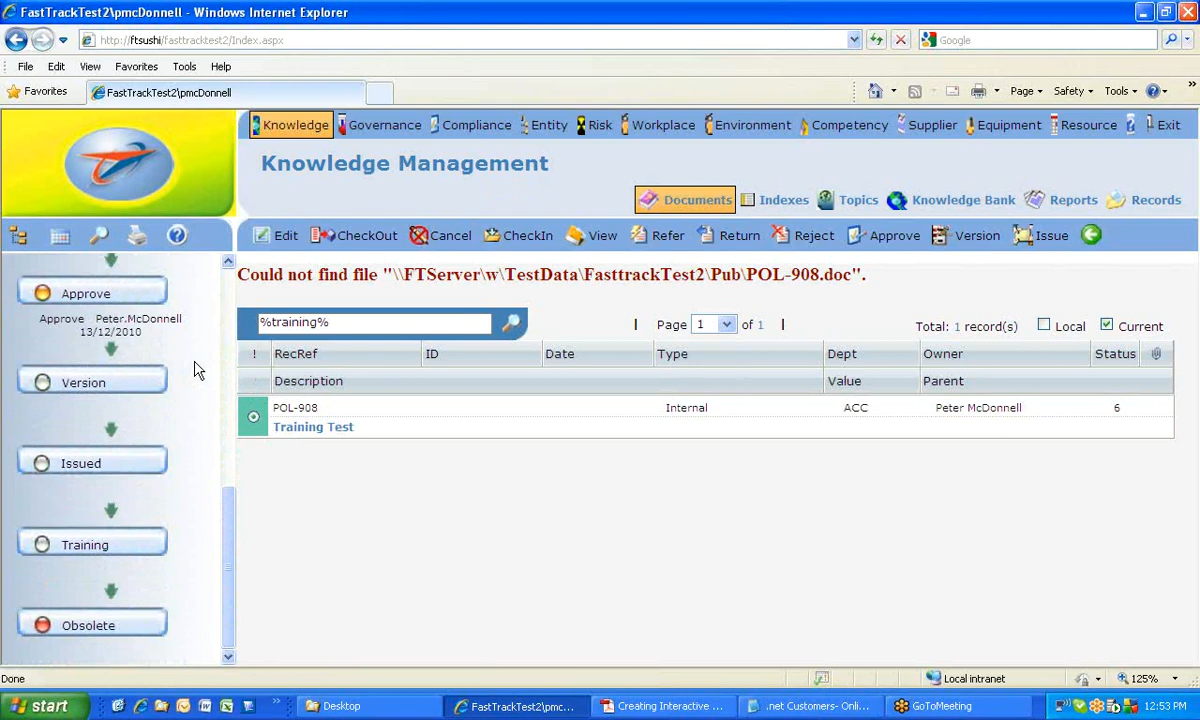 FastTrackTest2\pmcDonnell - Windows Internet Explorer
http://ftsushi/fasttracktest2/Index.aspx
Google
File Edit View Favorites Tools Help
Favorites FastTrackTest2\pmcDonnell Page Safety Tools »
Knowledge Governance Compliance Entity Risk Workplace Environment Competency Supplier Equipment Resource Exit
Knowledge Management
Documents Indexes Topics Knowledge Bank Reports Records
Edit CheckOut Cancel CheckIn View Refer Return Reject Approve Version Issue
Could not find file "\\FTServer\w\TestData\FasttrackTest2\Pub\POL-908.doc".
Approve
Approve Peter.McDonnell
13/12/2010
Version
Issued
Training
Obsolete
%training% | Page 1 of 1 | Total: 1 record(s) Local Current
! RecRef ID Date Type Dept Owner Status
Description Value Parent
POL-908 Internal ACC Peter McDonnell 6
Training Test
Done Local intranet 125%
start » Desktop FastTrackTest2\pmc... Creating Interactive ... .net Customers- Onli... GoToMeeting 12:53 PM